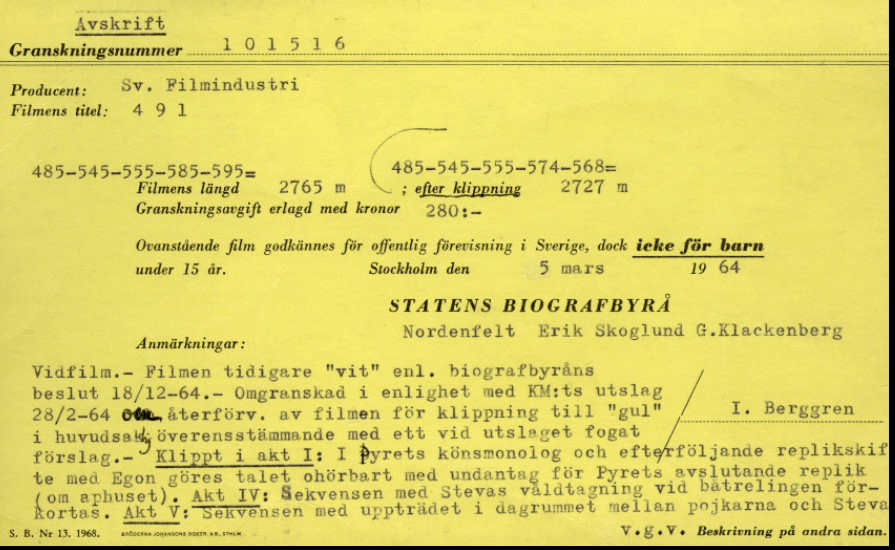 Avskrift
Granskningsnummer 101516
Producent: Sv. Filmindustri
Filmens titel: 4 9 1
485-545-555-585-595= 485-545-555-574-568=
Filmens längd 2765 m ; efter klippning 2727 m
Granskningsavgift erlagd med kronor 280:-
Ovanstående film godkännes för offentlig förevisning i Sverige, dock icke för barn
under 15 år. Stockholm den 5 mars 1964
STATENS BIOGRAFBYRÅ
Nordenfelt Erik Skoglund G.Klackenberg
Anmärkningar:
Vidfilm.- Filmen tidigare "vit" enl. biografbyråns
beslut 18/12-64.- Omgranskad i enlighet med KM:ts utslag
28/2-64 om återförv. av filmen för klippning till "gul"
I. Berggren
i huvudsak överensstämmande med ett vid utslaget fogat
förslag.- Klippt i akt I: I Pyrets könsmonolog och efterföljande replikskif
te med Egon göres talet ohörbart med undantag för Pyrets avslutande replik
(om aphuset). Akt IV: Sekvensen med Stevas våldtagning vid båtrelingen för-
kortas. Akt V: Sekvensen med uppträdet i dagrummet mellan pojkarna och Steva
S. B. Nr 13. 1968. BRÖDERNA JOHANSONS BOKTR. A.B., STHLM. V.g.V. Beskrivning på andra sidan.